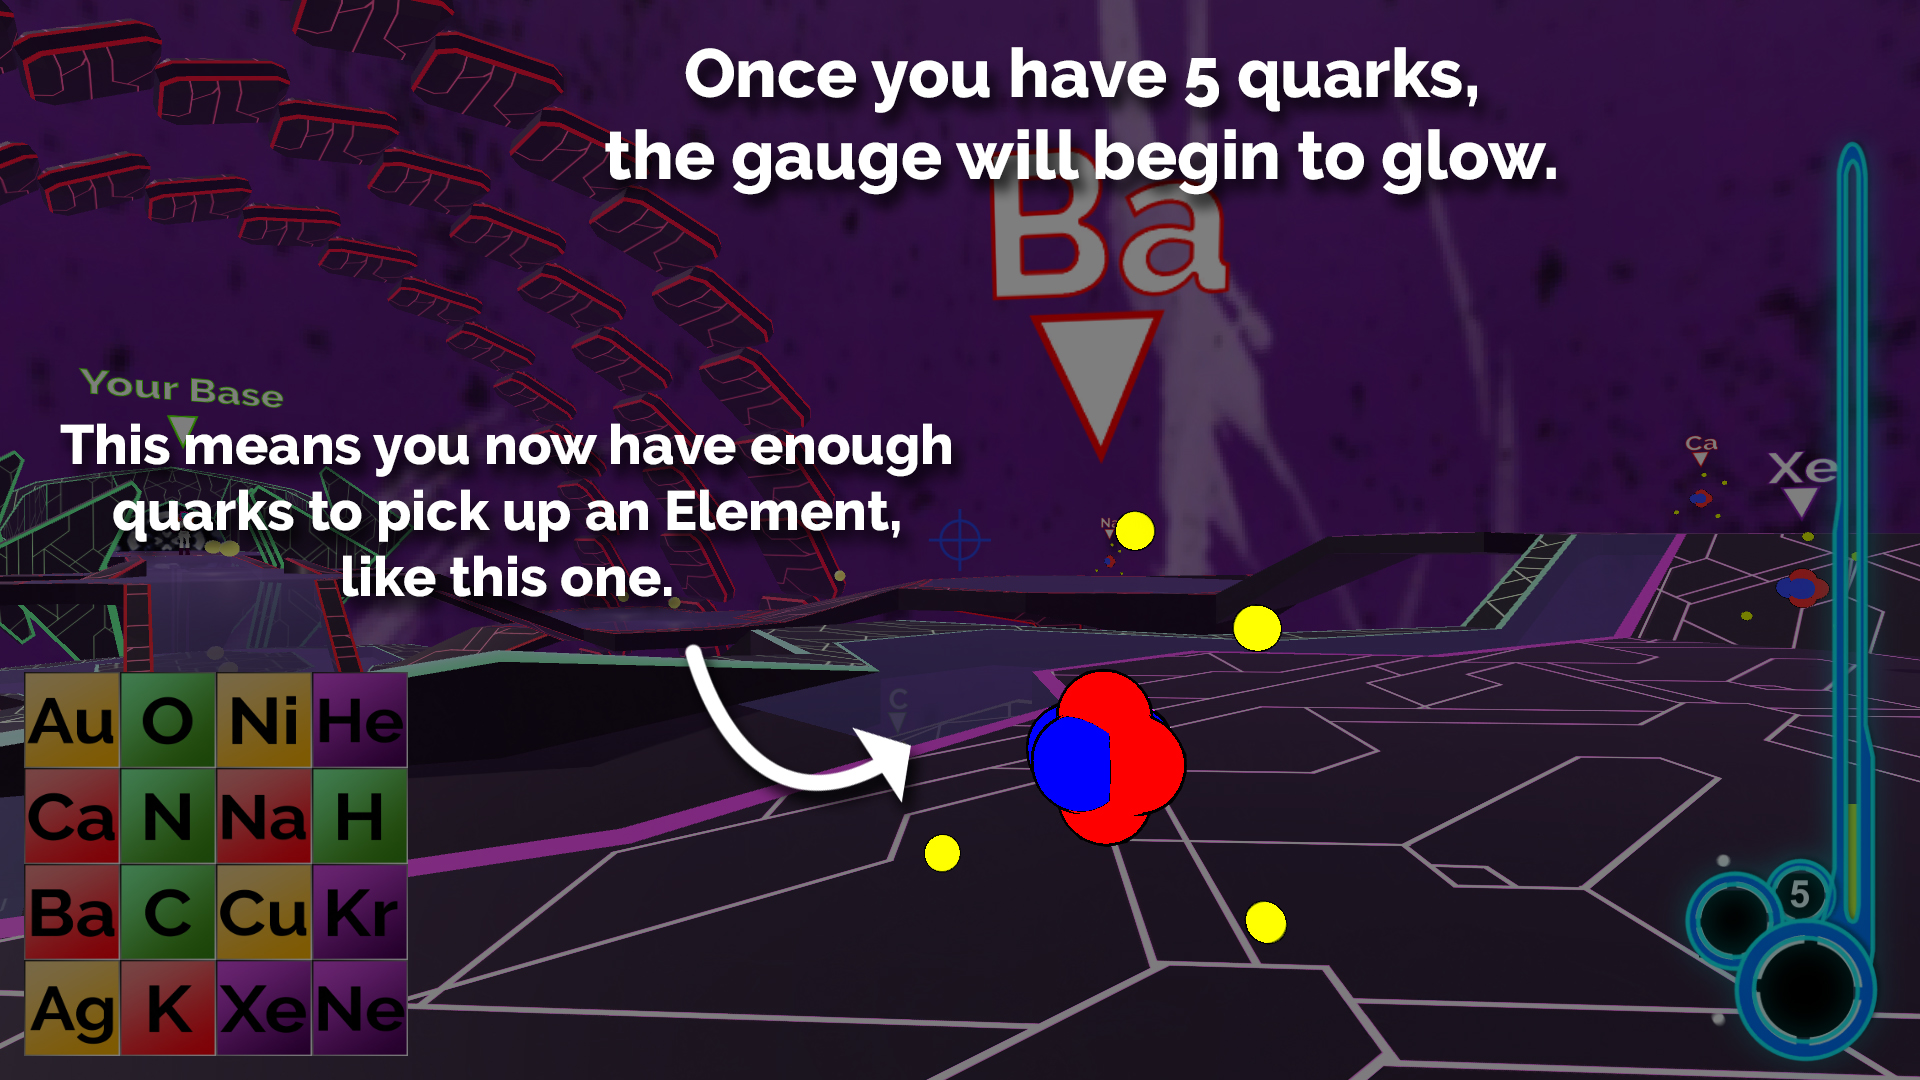 Once you have 5 quarks,
the gauge will begin to glow.
Ba
Your Base
This means you now have enough
quarks to pick up an Element,
like this one.
Ca
Xe
Na
C
Au O Ni He
Ca N Na H
Ba C Cu Kr
Ag K Xe Ne
5